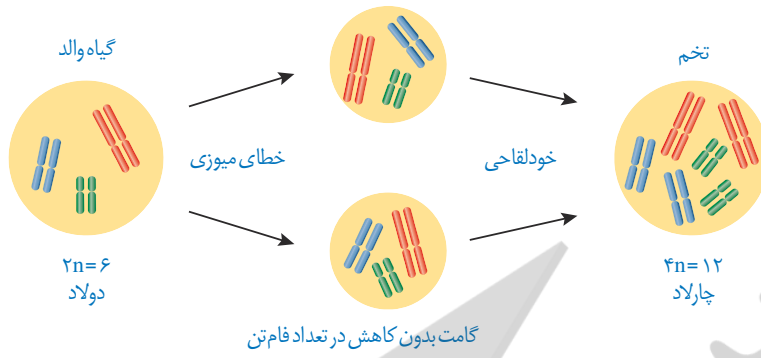 گیاه والد
تخم
خطای میوزی
خودلقاحی
۲n=۶
دولاد
۴n=۱۲
چارلاد
گامت بدون کاهش در تعداد فام‌تن